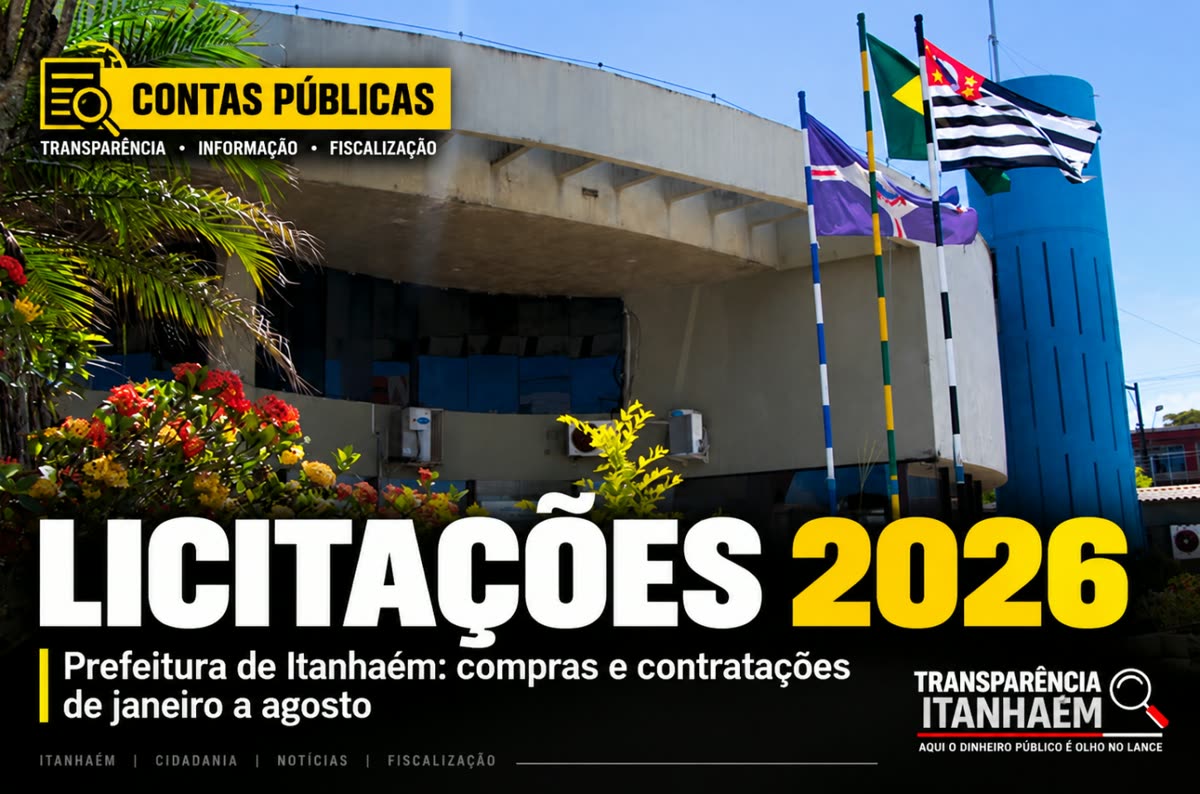 CONTAS PÚBLICAS
TRANSPARÊNCIA • INFORMAÇÃO • FISCALIZAÇÃO
LICITAÇÕES 2026
Prefeitura de Itanhaém: compras e contratações
de janeiro a agosto
TRANSPARÊNCIA
ITANHAÉM
AQUI O DINHEIRO PÚBLICO É OLHO NO LANCE
ITANHAÉM | CIDADANIA | NOTÍCIAS | FISCALIZAÇÃO